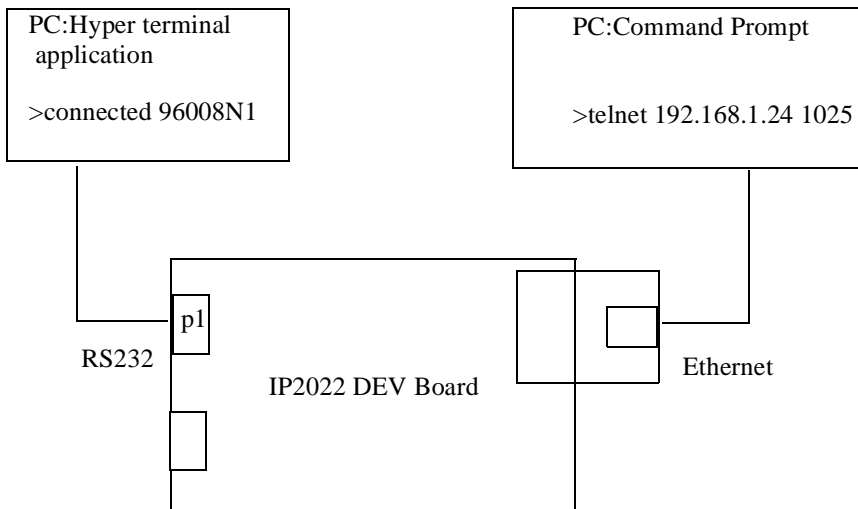 PC:Hyper terminal
application
>connected 96008N1
PC:Command Prompt
>telnet 192.168.1.24 1025
p1
RS232
IP2022 DEV Board
Ethernet